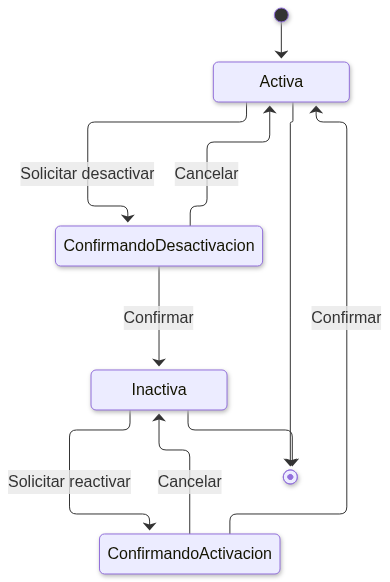 Activa
Solicitar desactivar
Cancelar
ConfirmandoDesactivacion
Confirmar
Confirmar
Inactiva
Solicitar reactivar
Cancelar
ConfirmandoActivacion